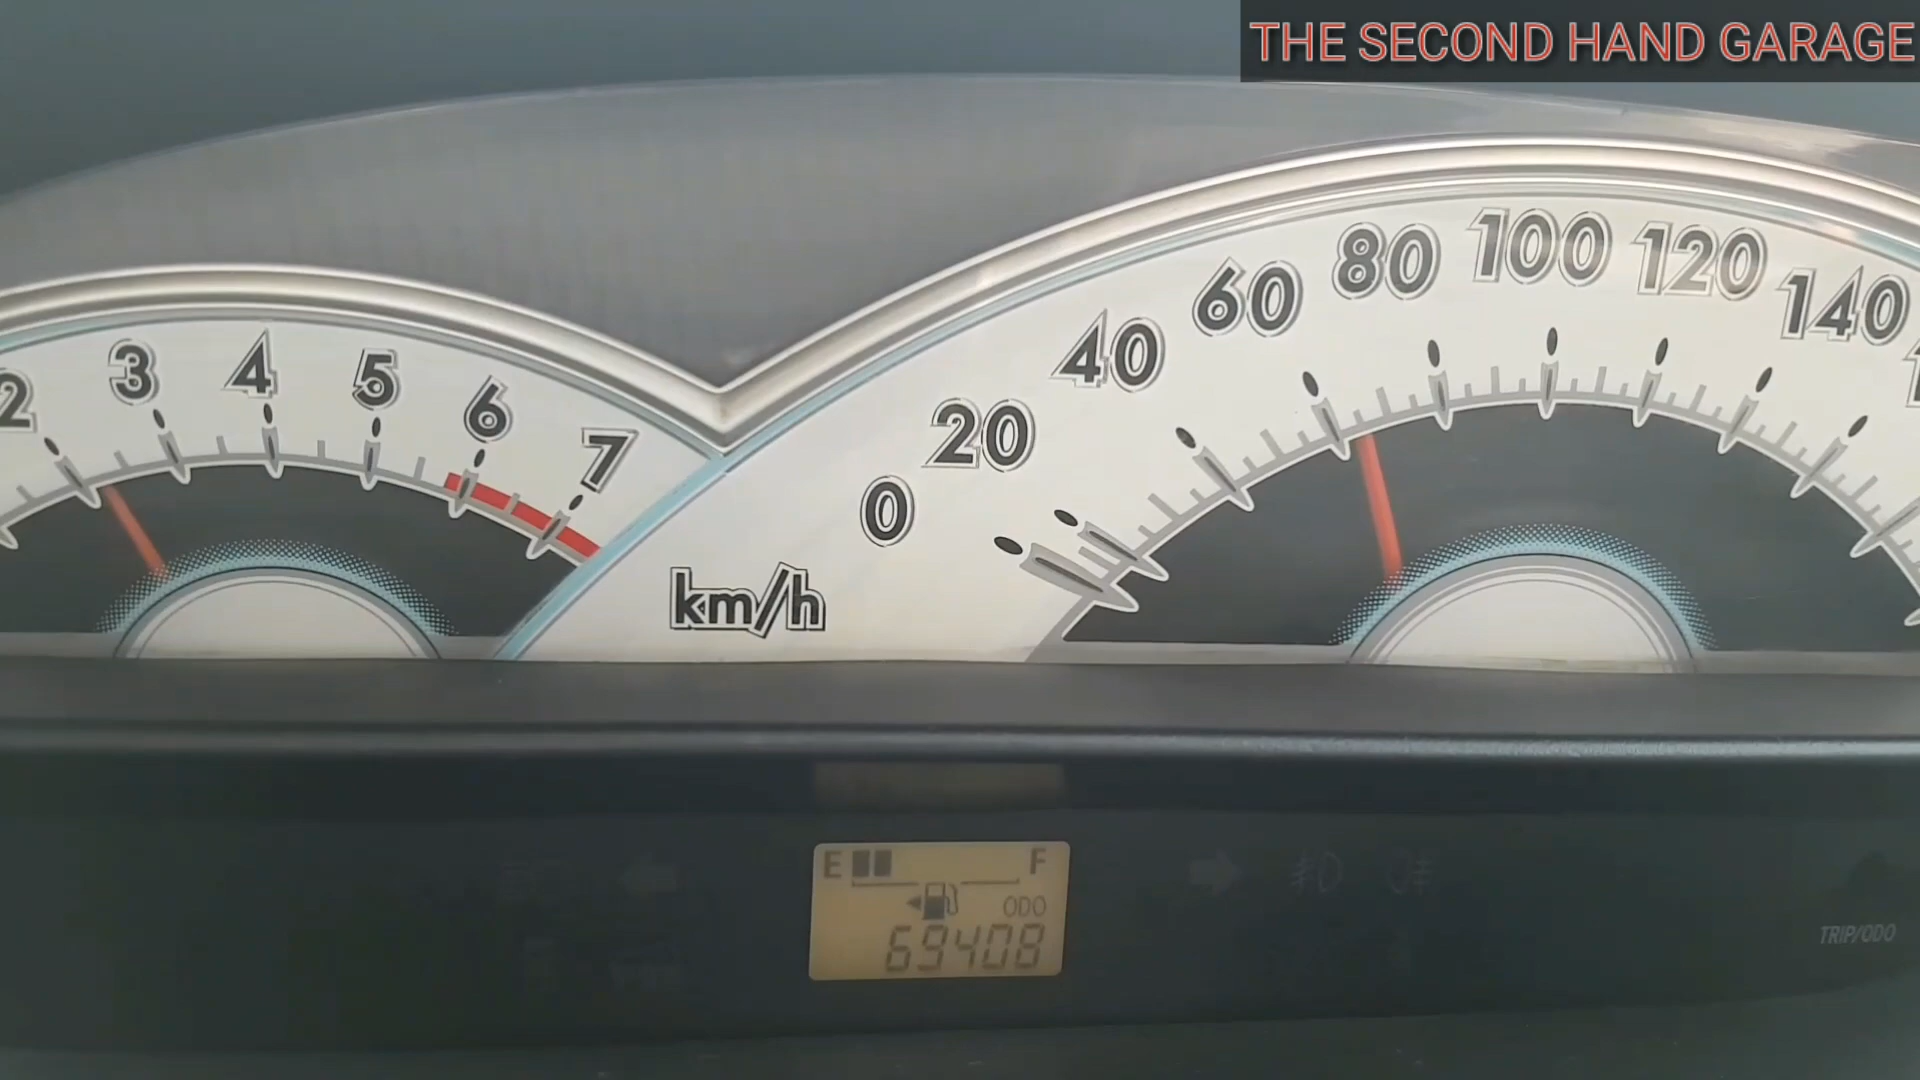 THE SECOND HAND GARAGE
2 3 4 5 6 7
0 20 40 60 80 100 120 140
km/h
E F
ODO
69408
TRIP/ODO